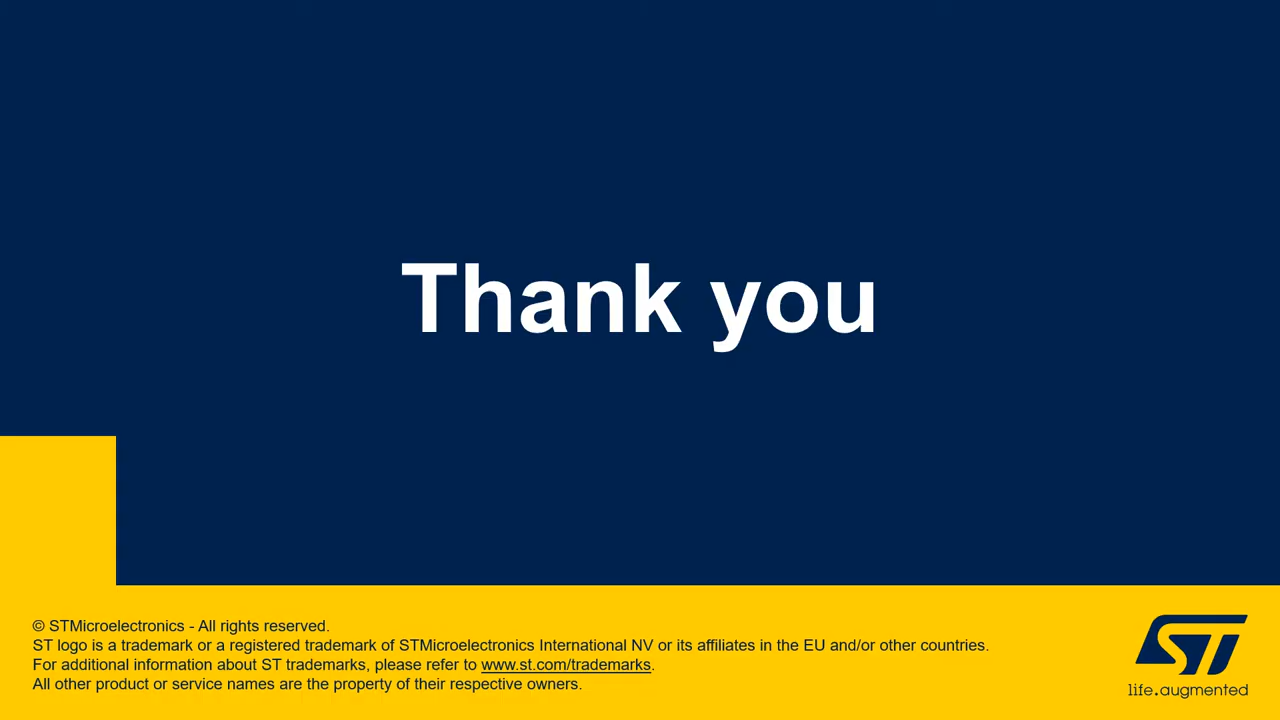 Thank you
© STMicroelectronics - All rights reserved.
ST logo is a trademark or a registered trademark of STMicroelectronics International NV or its affiliates in the EU and/or other countries.
For additional information about ST trademarks, please refer to www.st.com/trademarks.
All other product or service names are the property of their respective owners.
ST
life.augmented